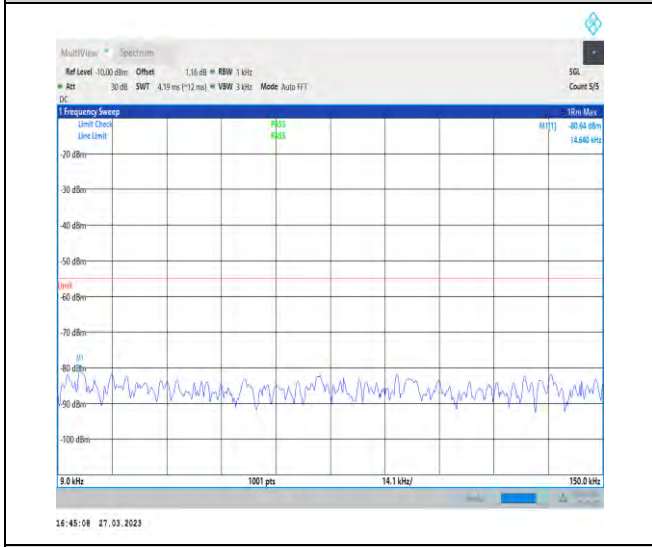 MultiView Spectrum
Ref Level -10.00 dBm Offset 1.16 dB RBW 1 kHz SGL
Att 30 dB SWT 4.19 ms (~12 ms) VBW 3 kHz Mode Auto FFT Count 5/5
DC
1 Frequency Sweep 1Rm Max
Limit Check PASS M1[1] -80.64 dBm
Line Limit PASS 14.640 kHz
-20 dBm
-30 dBm
-40 dBm
-50 dBm
Limit
-60 dBm
-70 dBm
M1
-80 dBm
-90 dBm
-100 dBm
9.0 kHz 1001 pts 14.1 kHz/ 150.0 kHz
16:45:08 27.03.2023